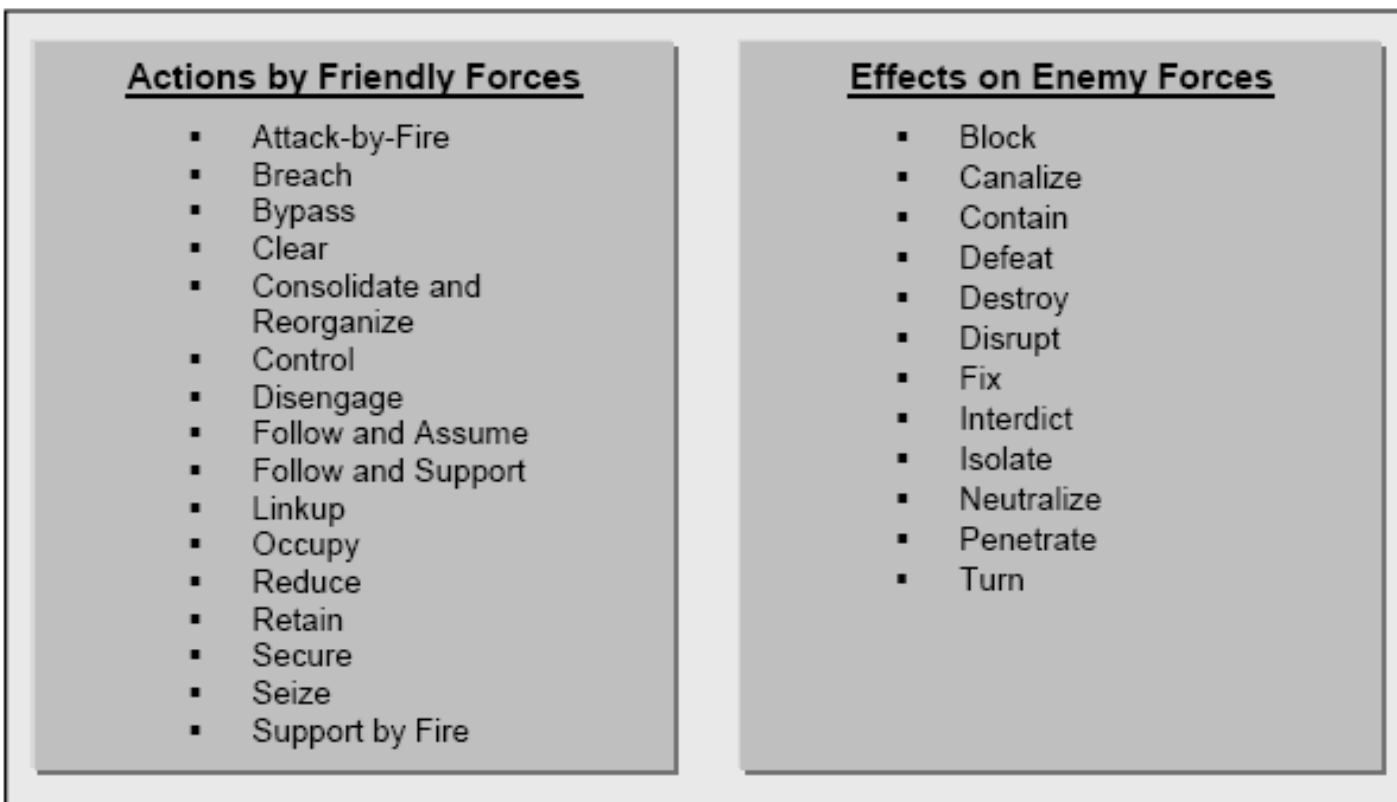 Actions by Friendly Forces
▪ Attack-by-Fire
▪ Breach
▪ Bypass
▪ Clear
▪ Consolidate and
Reorganize
▪ Control
▪ Disengage
▪ Follow and Assume
▪ Follow and Support
▪ Linkup
▪ Occupy
▪ Reduce
▪ Retain
▪ Secure
▪ Seize
▪ Support by Fire
Effects on Enemy Forces
▪ Block
▪ Canalize
▪ Contain
▪ Defeat
▪ Destroy
▪ Disrupt
▪ Fix
▪ Interdict
▪ Isolate
▪ Neutralize
▪ Penetrate
▪ Turn